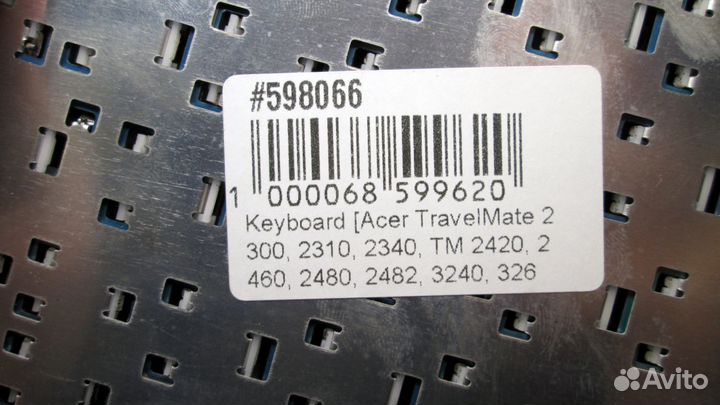 #598066
1 000068 599620
Keyboard [Acer TravelMate 2
300, 2310, 2340, TM 2420, 2
460, 2480, 2482, 3240, 326
Avito